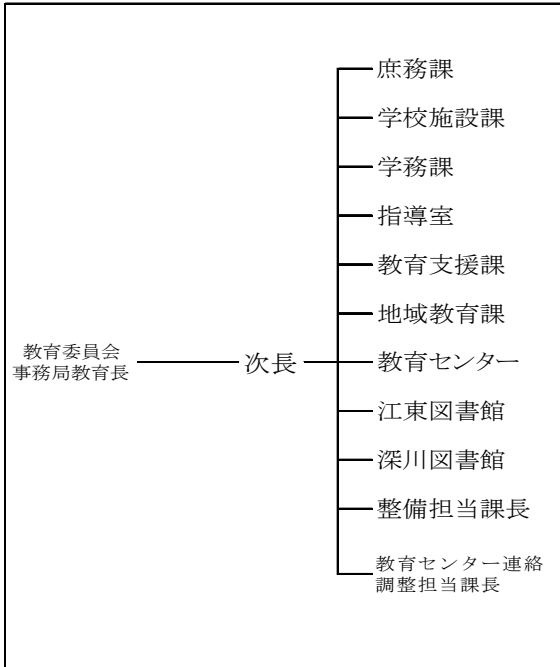 庶務課
学校施設課
学務課
指導室
教育支援課
地域教育課
教育委員会
事務局教育長
次長
教育センター
江東図書館
深川図書館
整備担当課長
教育センター連絡
調整担当課長